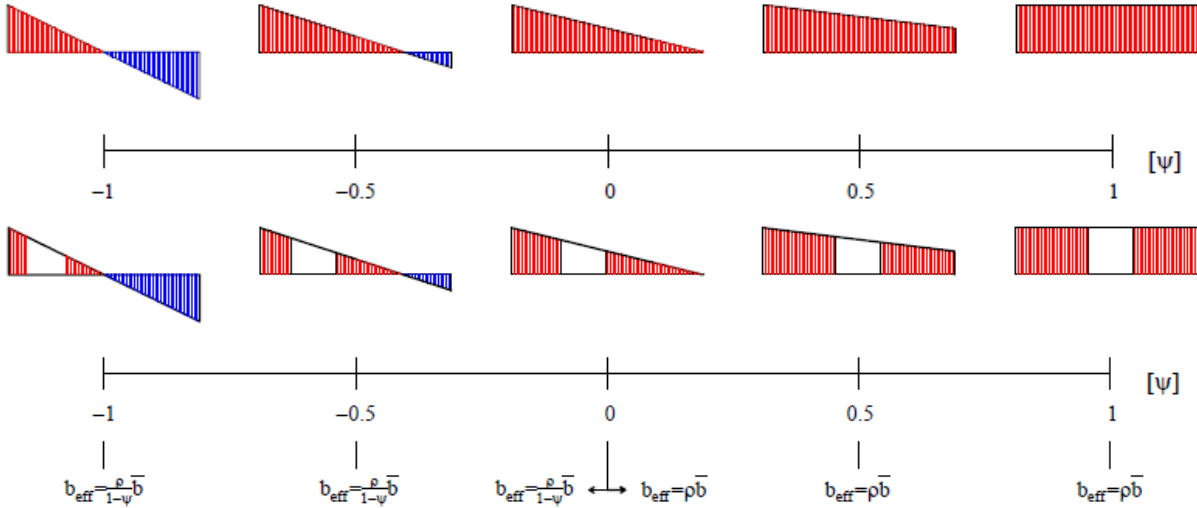 −1 −0.5 0 0.5 1 [ψ]
−1 −0.5 0 0.5 1 [ψ]
b_eff=ρ/(1−ψ) b̅ b_eff=ρ/(1−ψ) b̅ b_eff=ρ/(1−ψ) b̅ ↔ b_eff=ρb̅ b_eff=ρb̅ b_eff=ρb̅